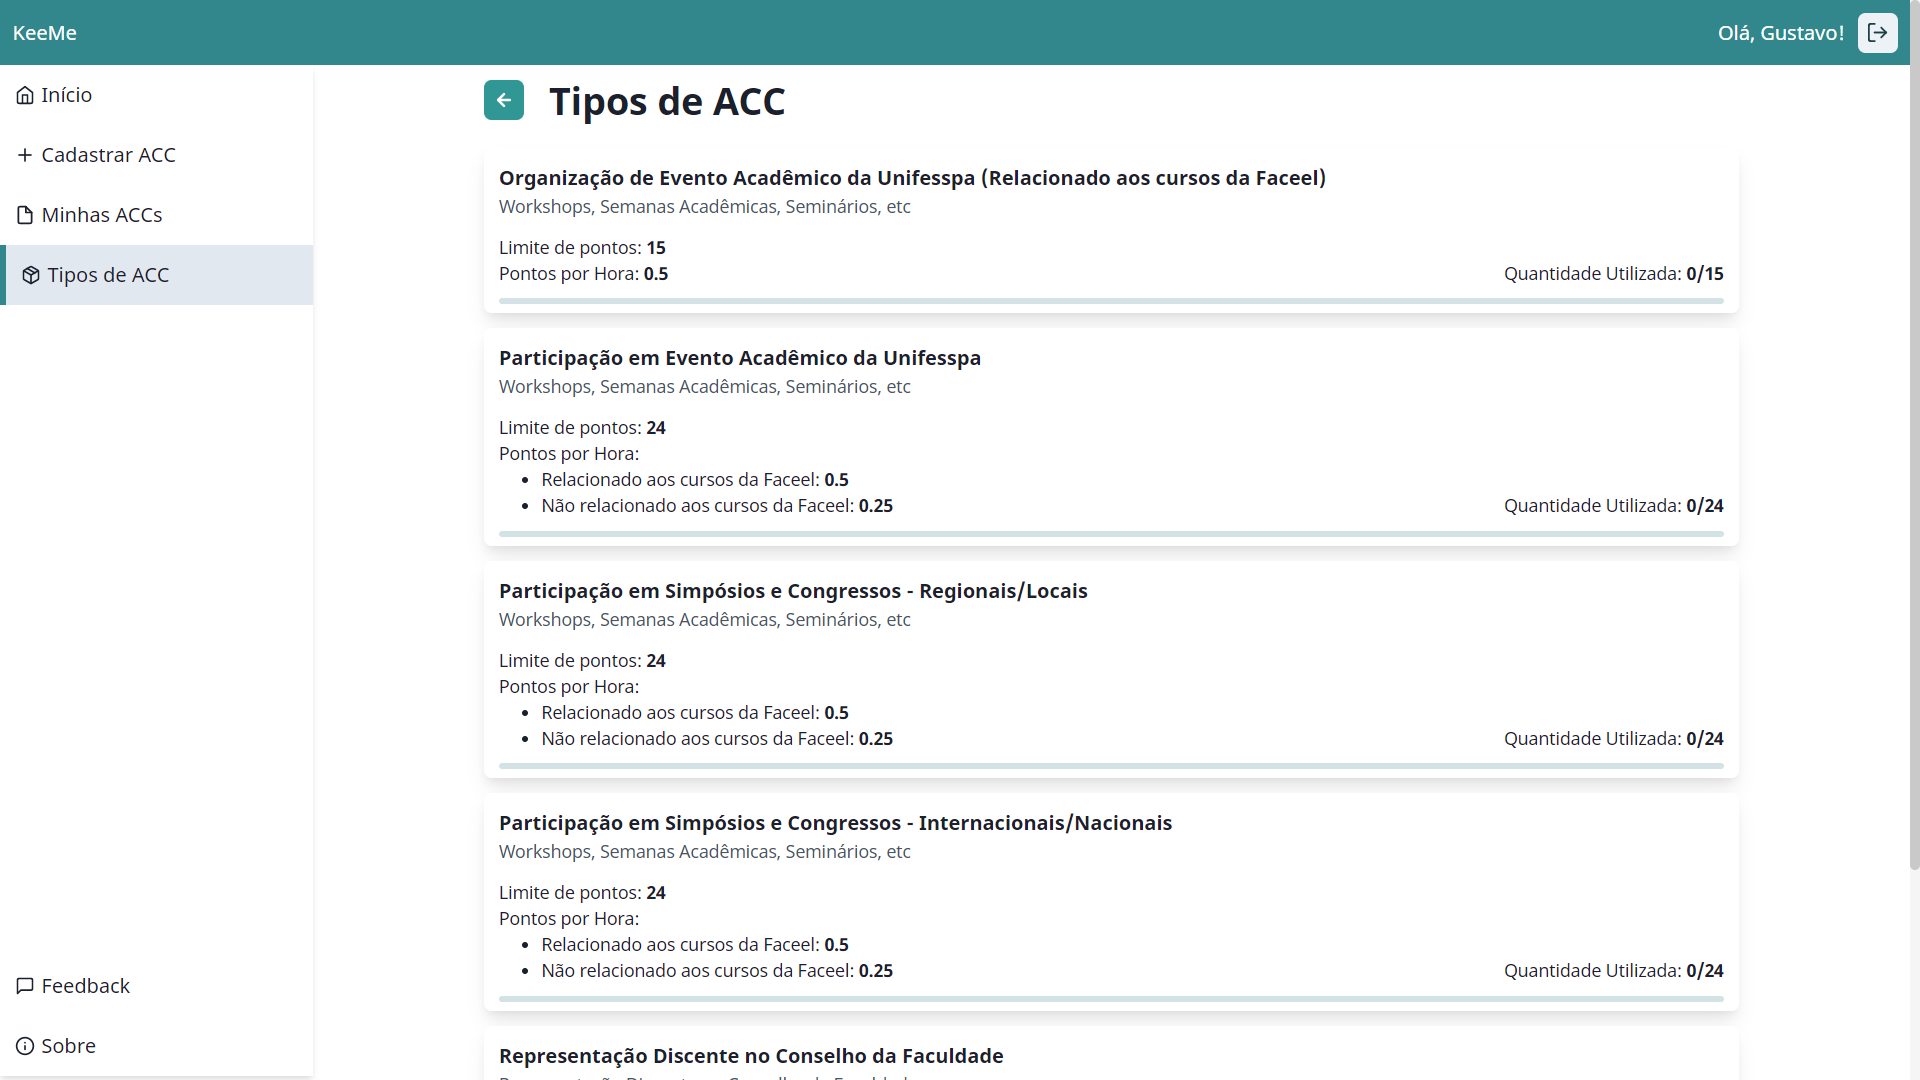 KeeMe
Olá, Gustavo!
Início
Cadastrar ACC
Minhas ACCs
Tipos de ACC
Feedback
Sobre
Tipos de ACC
Organização de Evento Acadêmico da Unifesspa (Relacionado aos cursos da Faceel)
Workshops, Semanas Acadêmicas, Seminários, etc
Limite de pontos: 15
Pontos por Hora: 0.5
Quantidade Utilizada: 0/15
Participação em Evento Acadêmico da Unifesspa
Workshops, Semanas Acadêmicas, Seminários, etc
Limite de pontos: 24
Pontos por Hora:
• Relacionado aos cursos da Faceel: 0.5
• Não relacionado aos cursos da Faceel: 0.25
Quantidade Utilizada: 0/24
Participação em Simpósios e Congressos - Regionais/Locais
Workshops, Semanas Acadêmicas, Seminários, etc
Limite de pontos: 24
Pontos por Hora:
• Relacionado aos cursos da Faceel: 0.5
• Não relacionado aos cursos da Faceel: 0.25
Quantidade Utilizada: 0/24
Participação em Simpósios e Congressos - Internacionais/Nacionais
Workshops, Semanas Acadêmicas, Seminários, etc
Limite de pontos: 24
Pontos por Hora:
• Relacionado aos cursos da Faceel: 0.5
• Não relacionado aos cursos da Faceel: 0.25
Quantidade Utilizada: 0/24
Representação Discente no Conselho da Faculdade